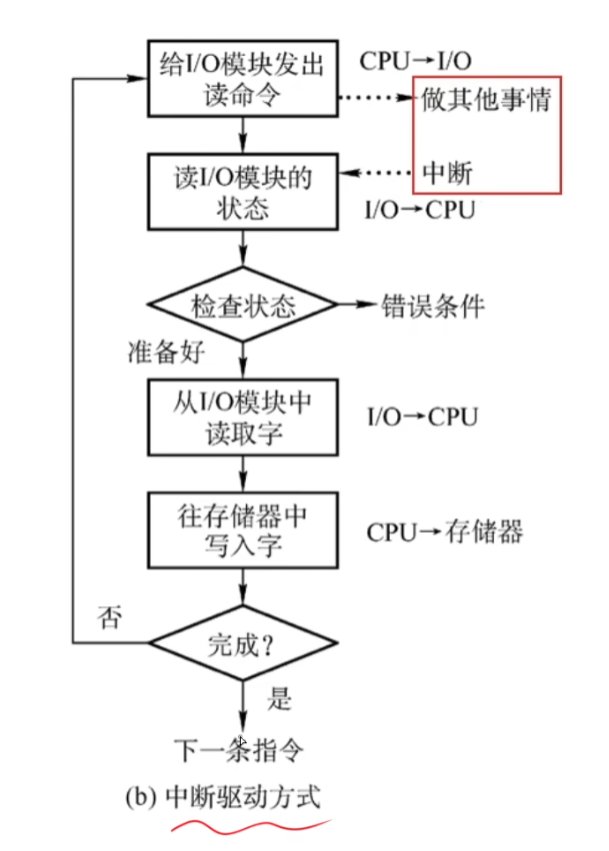 给I/O模块发出
读命令
CPU→I/O
做其他事情
读I/O模块的
状态
中断
I/O→CPU
检查状态
错误条件
准备好
从I/O模块中
读取字
I/O→CPU
往存储器中
写入字
CPU→存储器
否
完成?
是
下一条指令
(b) 中断驱动方式